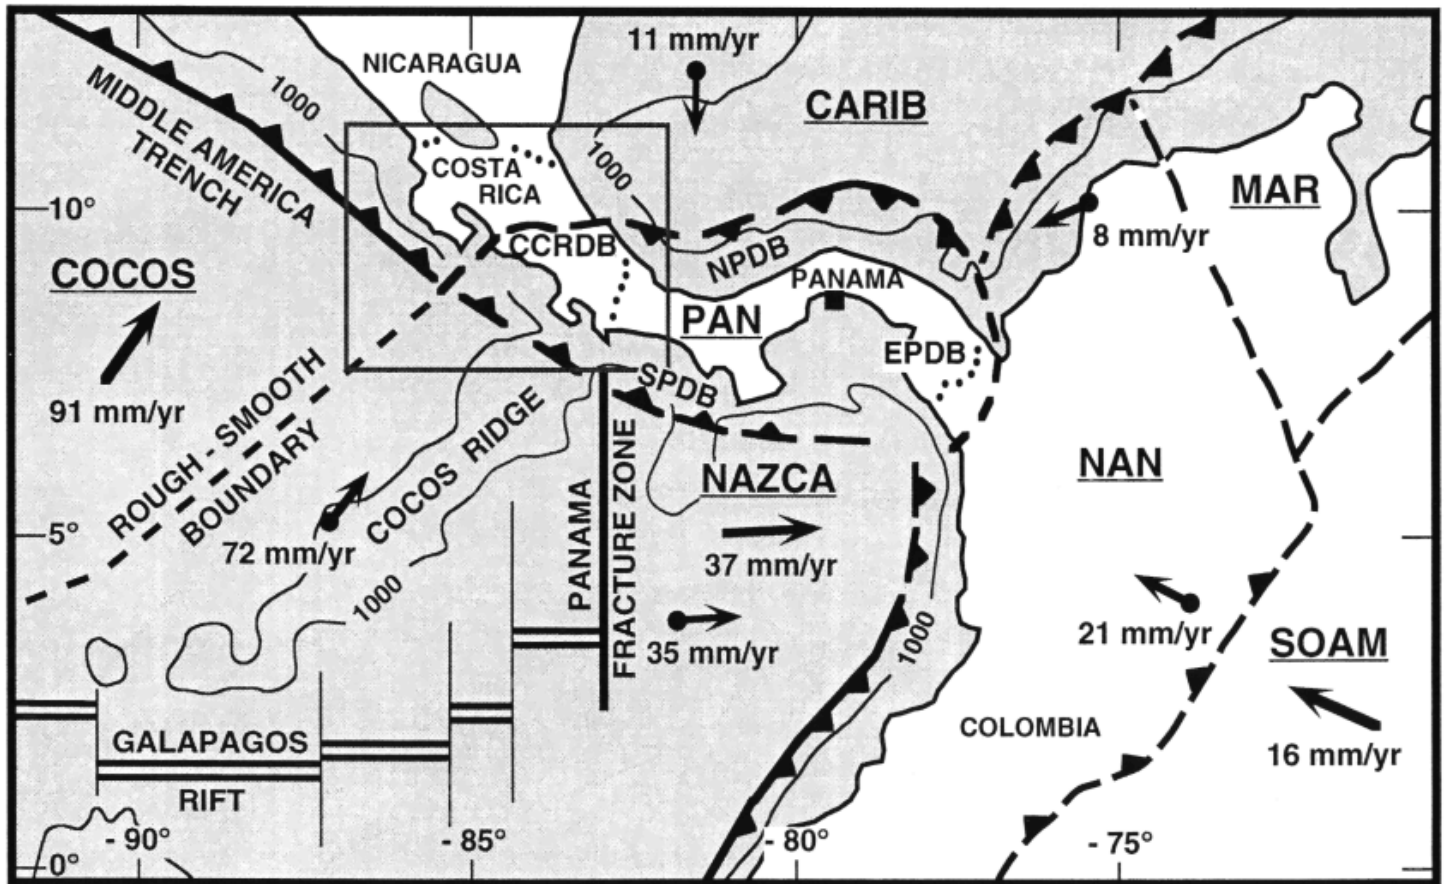 11 mm/yr
NICARAGUA
1000
CARIB
MIDDLE AMERICA
TRENCH
COSTA
RICA
1000
MAR
10°
8 mm/yr
CCRDB
NPDB
COCOS
PANAMA
PAN
EPDB
91 mm/yr
SPDB
ROUGH - SMOOTH
BOUNDARY
COCOS RIDGE
NAZCA
NAN
5°
72 mm/yr
37 mm/yr
PANAMA
FRACTURE ZONE
1000
35 mm/yr
1000
21 mm/yr
SOAM
GALAPAGOS
RIFT
COLOMBIA
16 mm/yr
- 90°
- 85°
- 80°
- 75°
0°